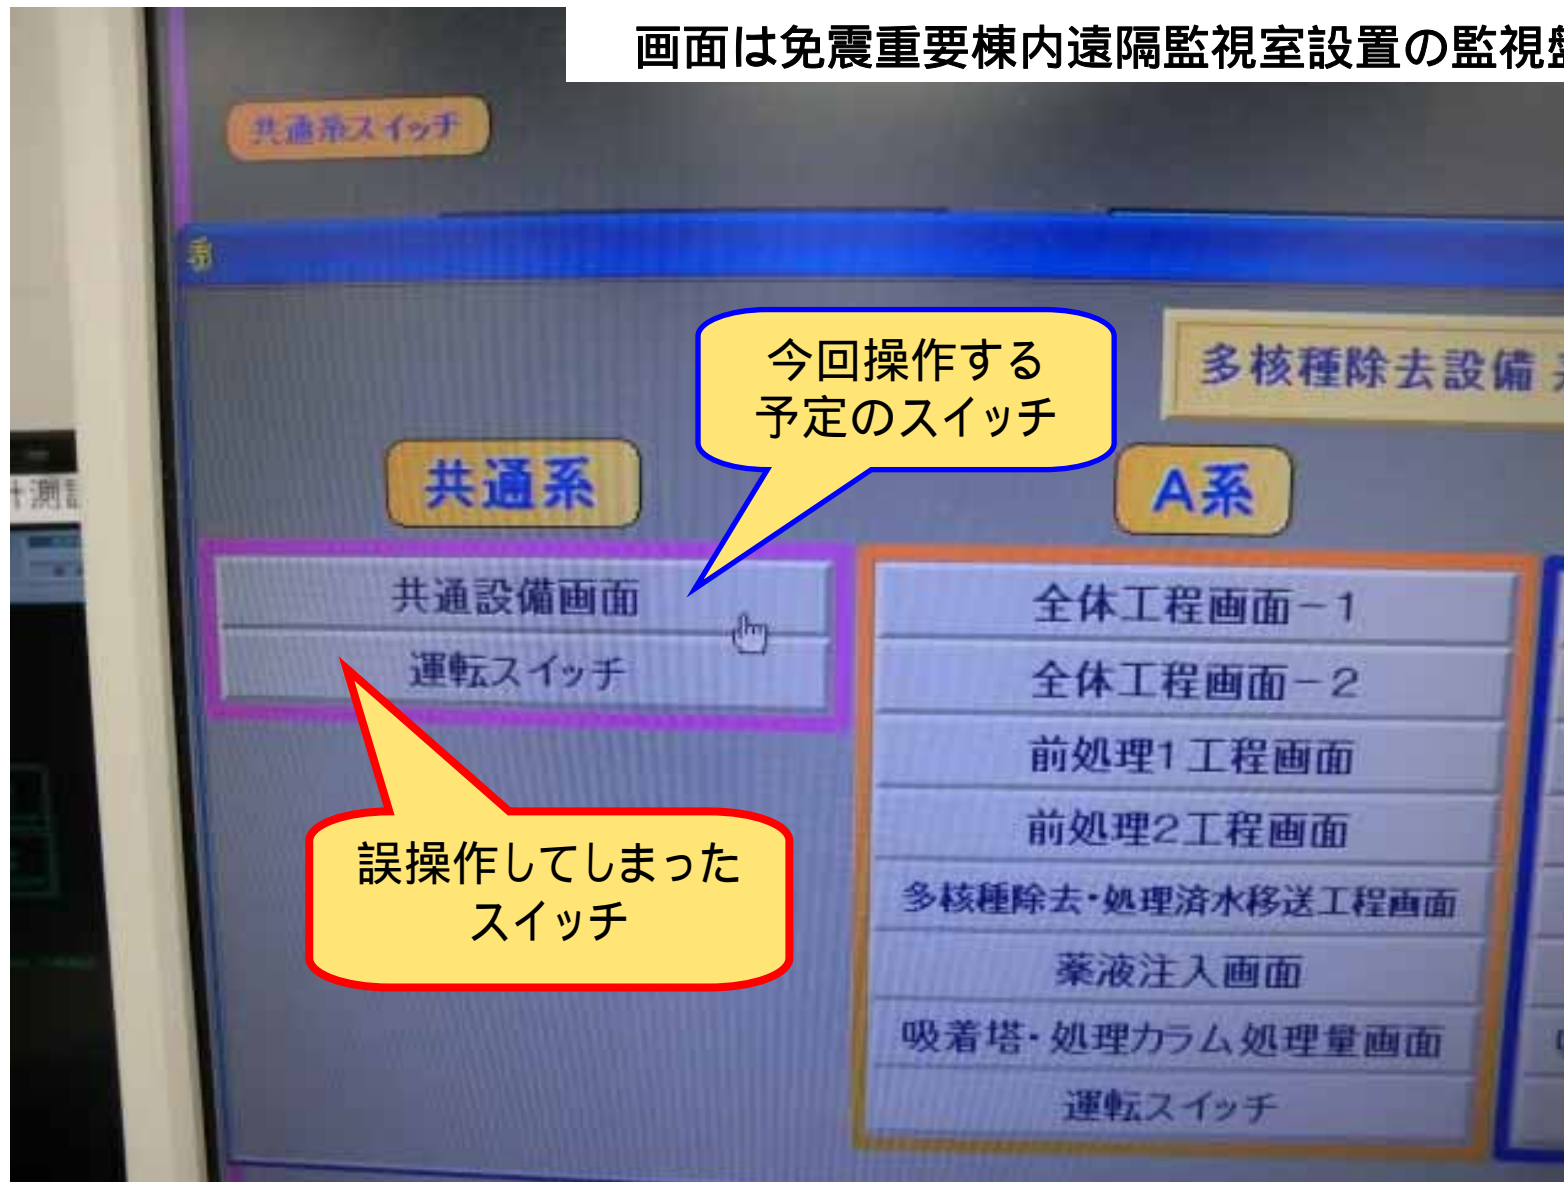 画面は免震重要棟内遠隔監視室設置の監視
共通系スイッチ
今回操作する
予定のスイッチ
多核種除去設備
共通系
A系
計測
共通設備画面
運転スイッチ
全体工程画面－1
全体工程画面－2
前処理1工程画面
前処理2工程画面
多核種除去・処理済水移送工程画面
薬液注入画面
吸着塔・処理カラム処理量画面
運転スイッチ
誤操作してしまった
スイッチ